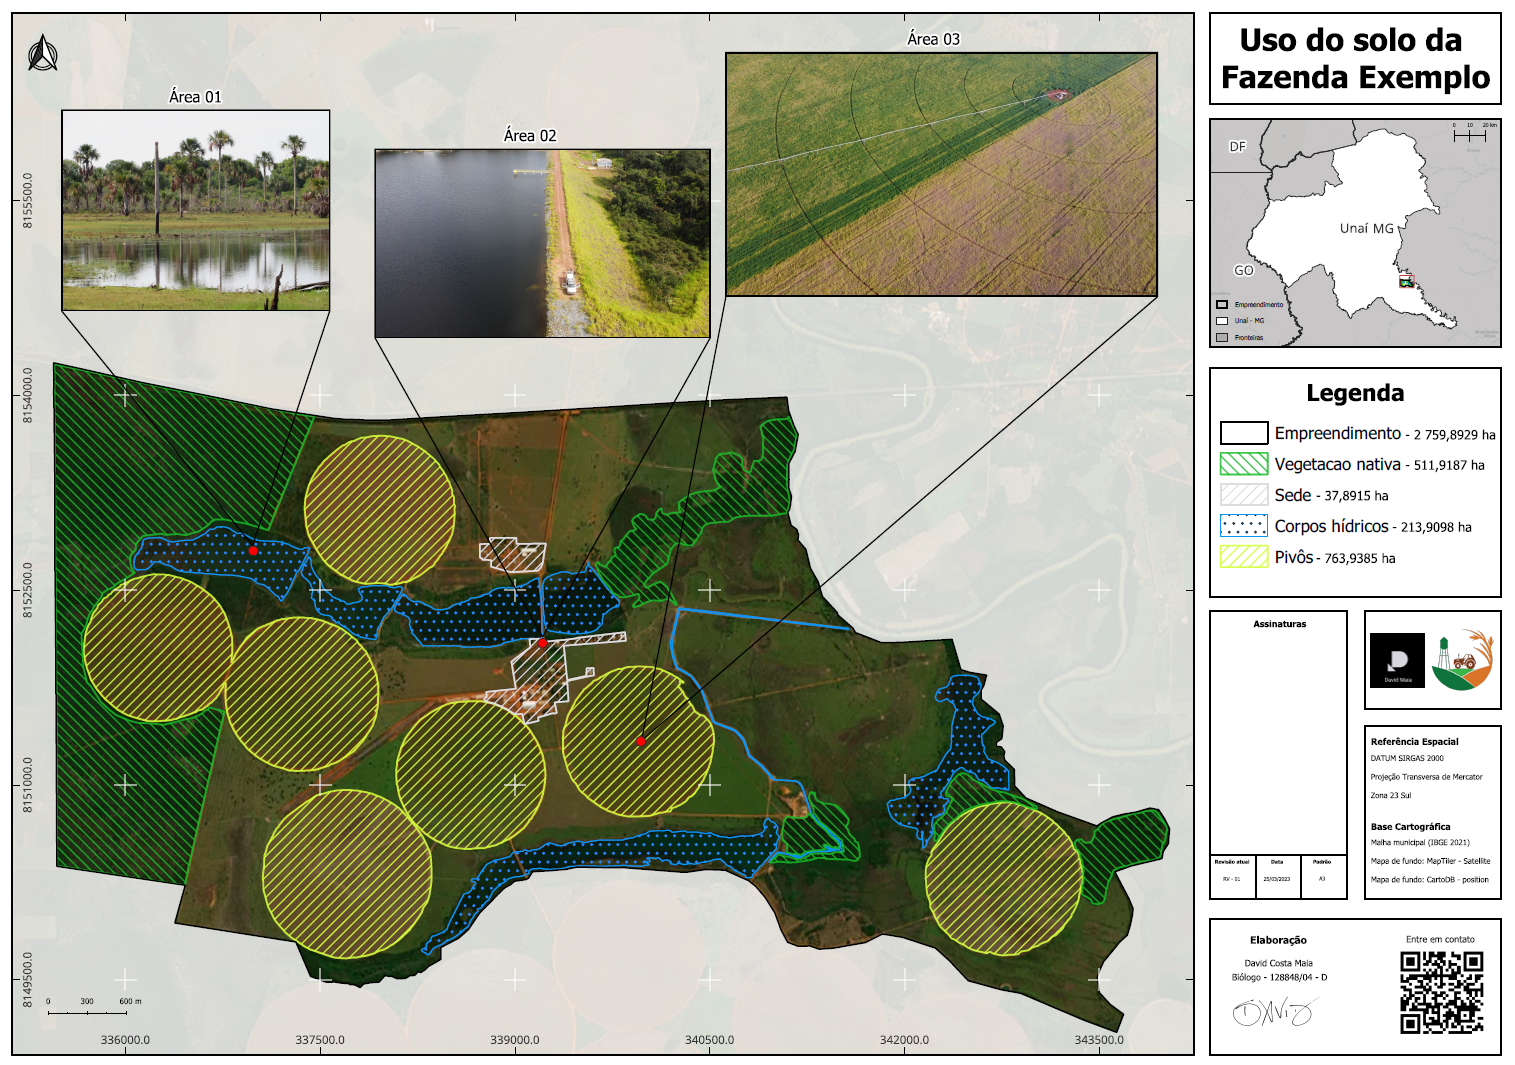 Área 01
Área 02
Área 03
8155500.0
8154000.0
8152500.0
8151000.0
8149500.0
0 300 600 m
336000.0 337500.0 339000.0 340500.0 342000.0 343500.0
Uso do solo da
Fazenda Exemplo
0 10 20 km
DF
Unaí MG
GO
Empreendimento
Unaí - MG
Fronteiras
Legenda
Empreendimento - 2 759,8929 ha
Vegetacao nativa - 511,9187 ha
Sede - 37,8915 ha
Corpos hídricos - 213,9098 ha
Pivôs - 763,9385 ha
Assinaturas
Revisão atual Data Padrão
RV - 01 25/03/2023 A3
David Maia
Referência Espacial
DATUM SIRGAS 2000
Projeção Transversa de Mercator
Zona 23 Sul
Base Cartográfica
Malha municipal (IBGE 2021)
Mapa de fundo: MapTiler - Satellite
Mapa de fundo: CartoDB - position
Elaboração
David Costa Maia
Biólogo - 128848/04 - D
Entre em contato